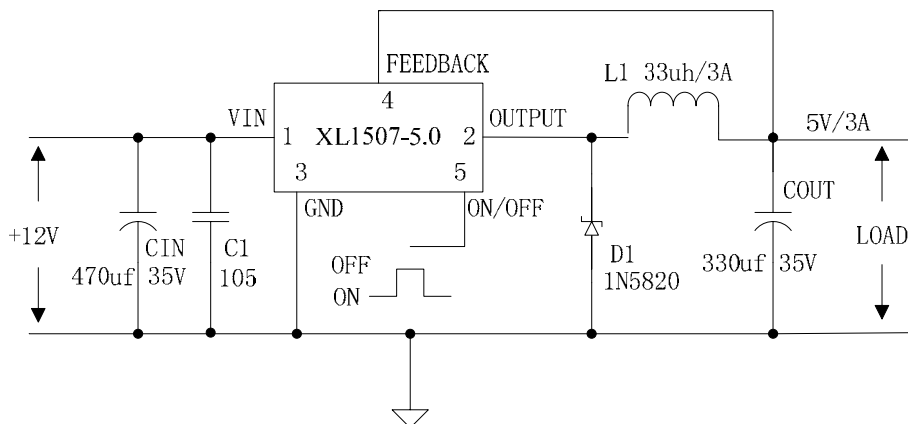 FEEDBACK
L1 33uh/3A
4
VIN
OUTPUT
5V/3A
1 XL1507-5.0 2
3 5
GND
ON/OFF
COUT
+12V
CIN
C1
OFF
D1
LOAD
470uf 35V
105
ON
1N5820
330uf 35V